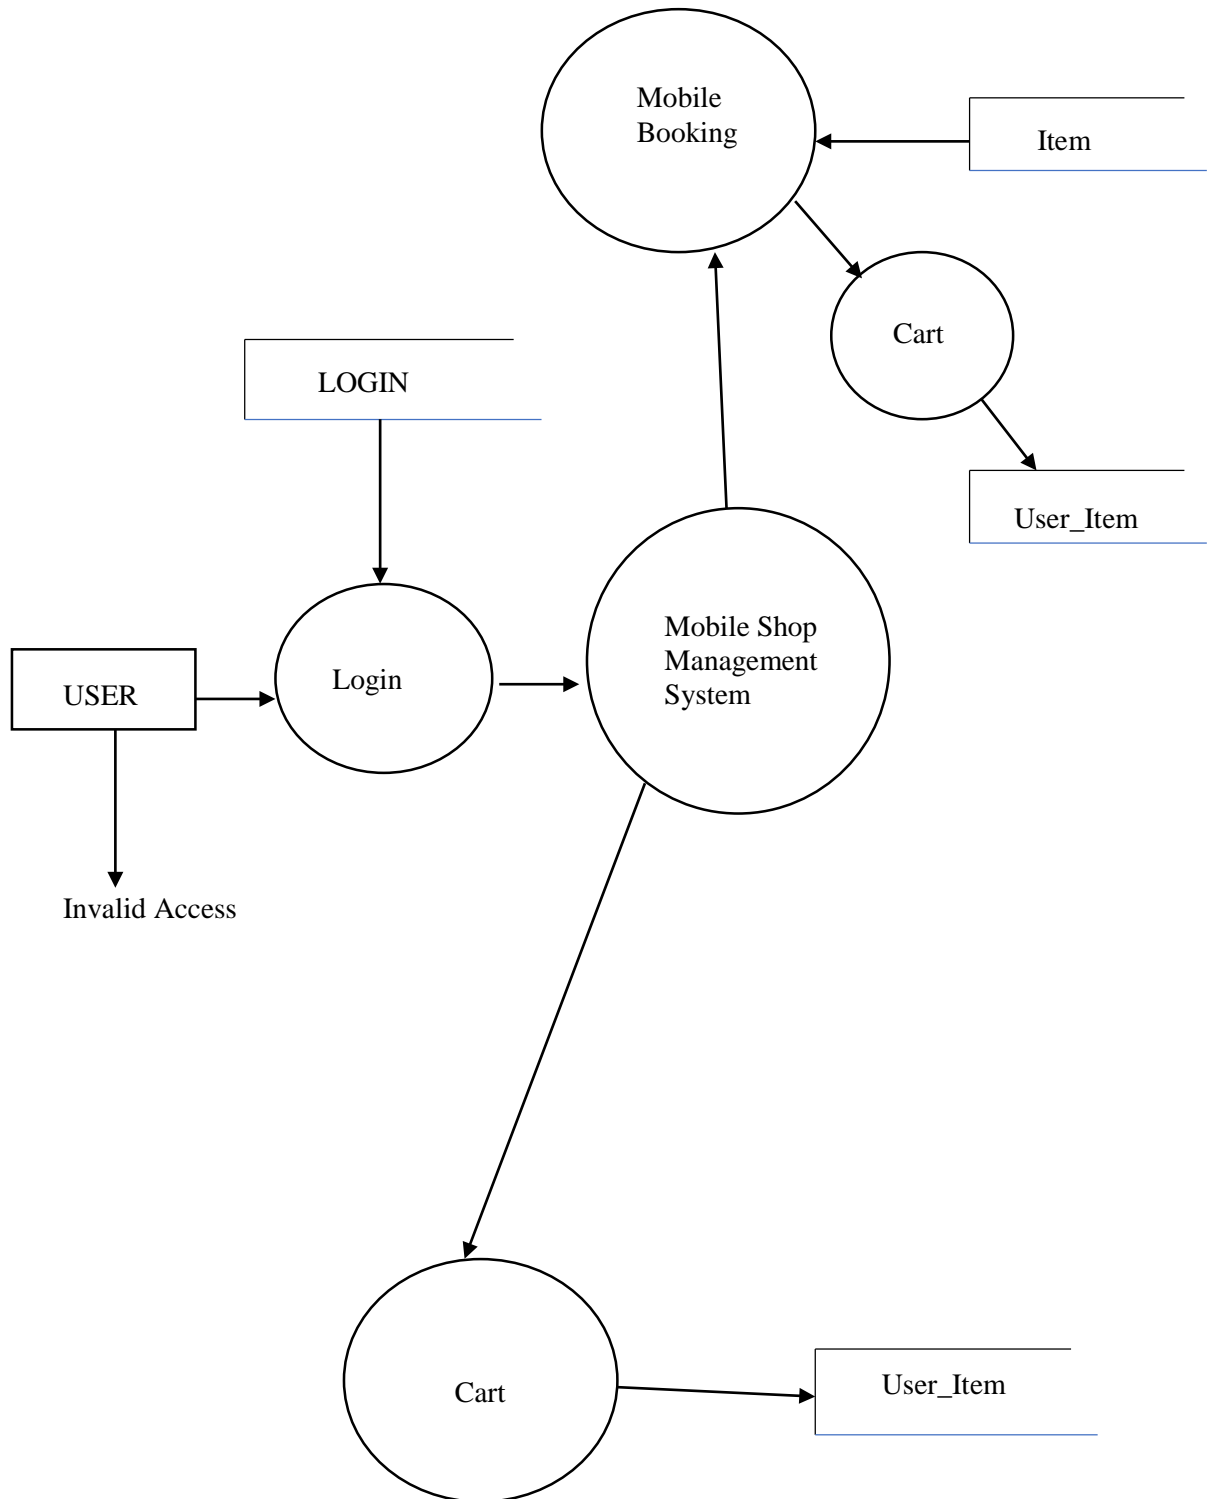 Mobile
Booking
Item
Cart
LOGIN
User_Item
Mobile Shop
Management
System
Login
USER
Invalid Access
User_Item
Cart